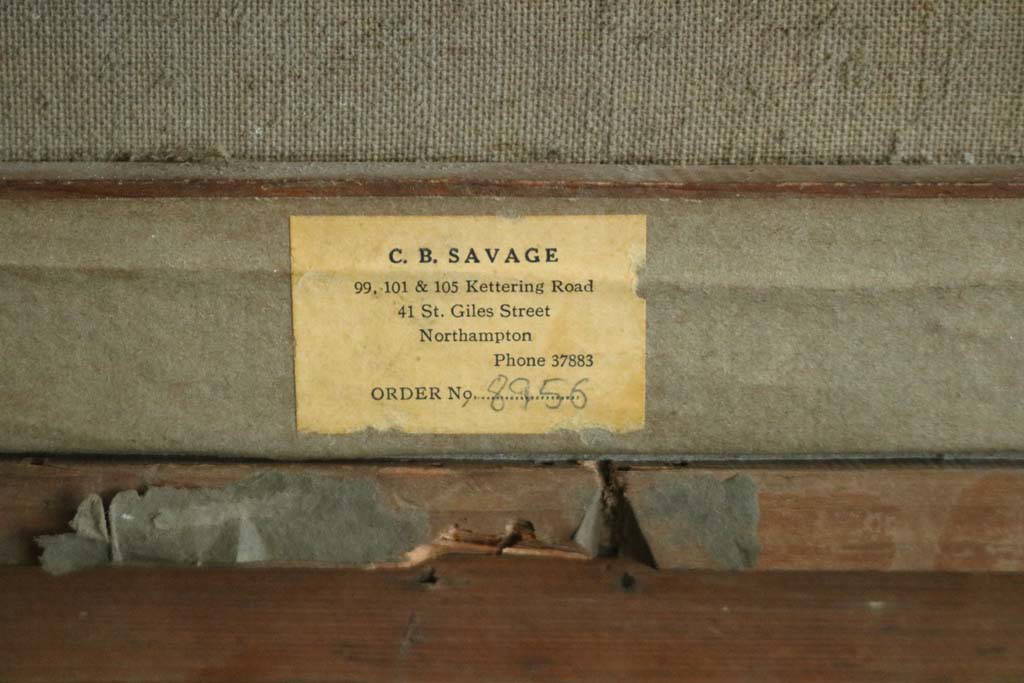 C. B. SAVAGE
99, 101 & 105 Kettering Road
41 St. Giles Street
Northampton
Phone 37883
ORDER No. 8956